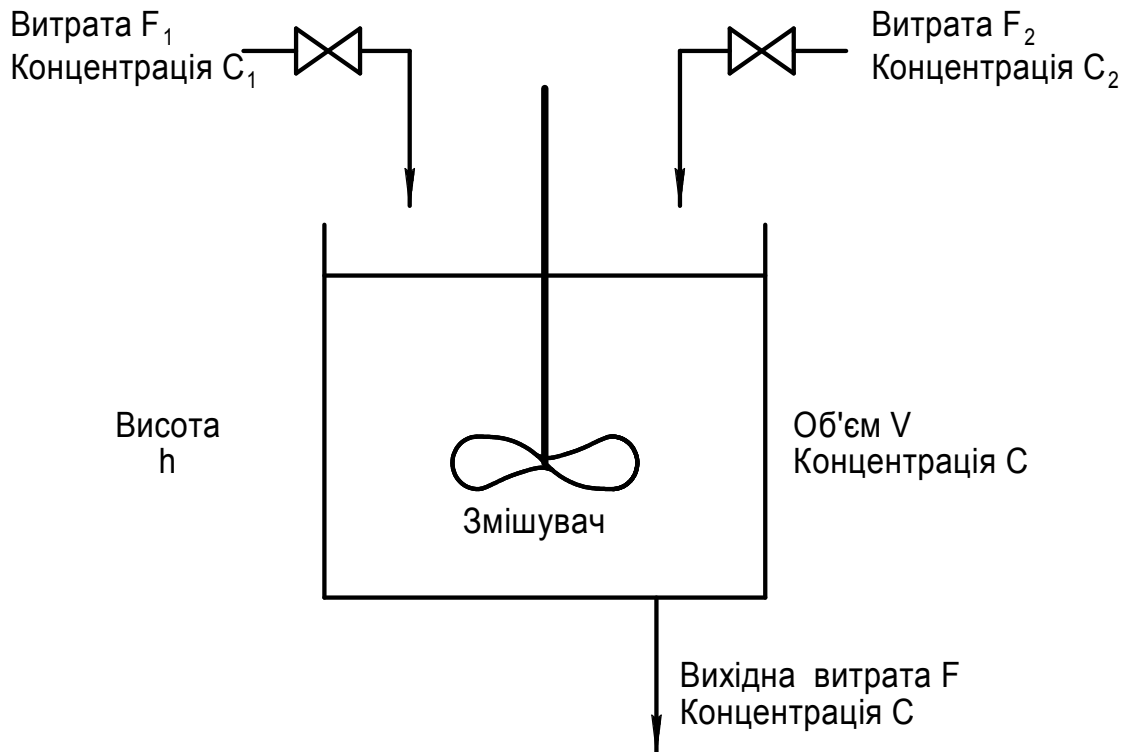 Витрата F₁
Концентрація C₁
Витрата F₂
Концентрація C₂
Висота
h
Об'єм V
Концентрація C
Змішувач
Вихідна витрата F
Концентрація C